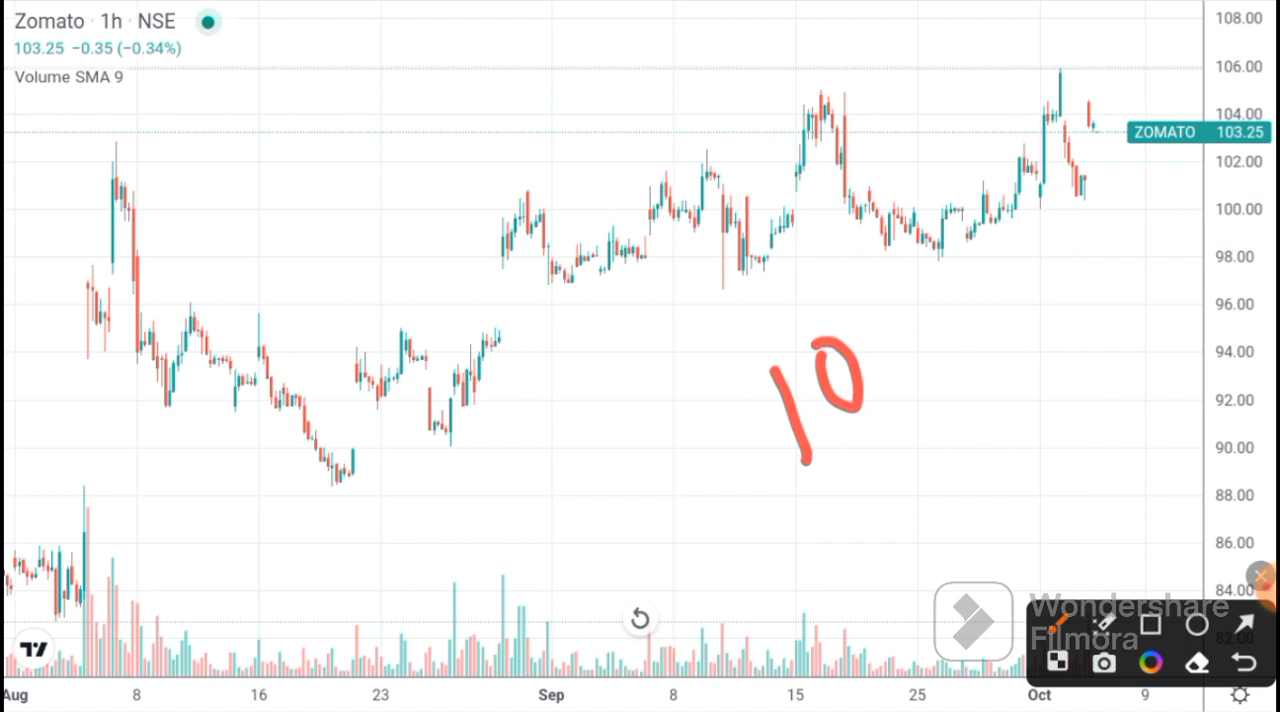 Zomato · 1h · NSE
103.25 −0.35 (−0.34%)
Volume SMA 9
108.00
106.00
104.00
ZOMATO 103.25
102.00
100.00
98.00
96.00
94.00
92.00
90.00
88.00
86.00
84.00
82.00
10
Wondershare
Filmora
Aug 8 16 23 Sep 8 15 25 Oct 9